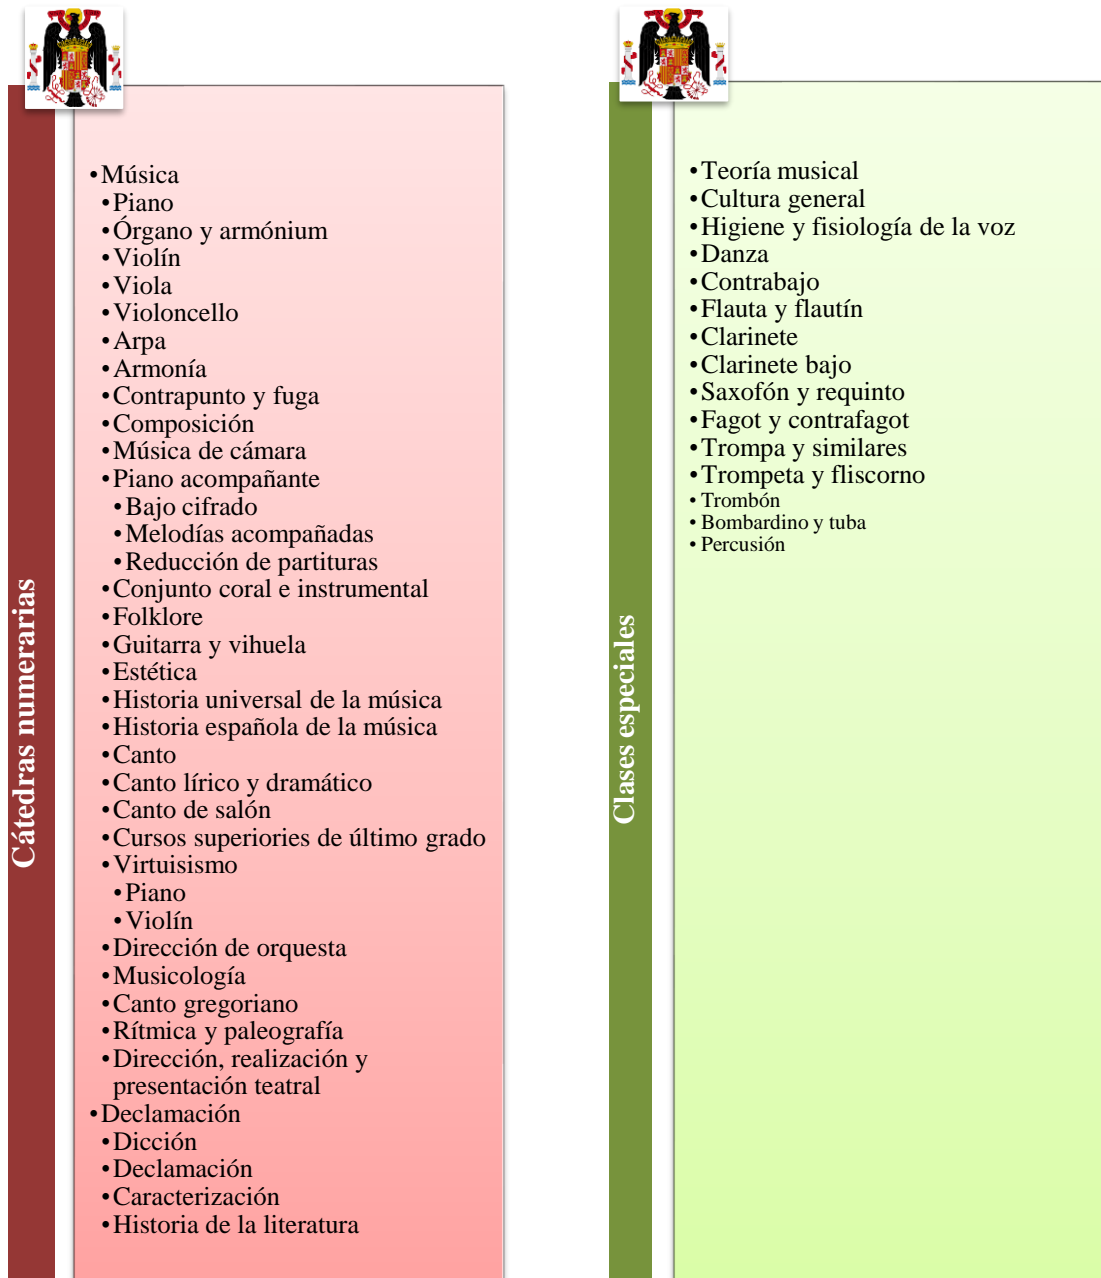 Cátedras numerarias
•Música
•Piano
•Órgano y armónium
•Violín
•Viola
•Violoncello
•Arpa
•Armonía
•Contrapunto y fuga
•Composición
•Música de cámara
•Piano acompañante
•Bajo cifrado
•Melodías acompañadas
•Reducción de partituras
•Conjunto coral e instrumental
•Folklore
•Guitarra y vihuela
•Estética
•Historia universal de la música
•Historia española de la música
•Canto
•Canto lírico y dramático
•Canto de salón
•Cursos superiories de último grado
•Virtuisismo
•Piano
•Violín
•Dirección de orquesta
•Musicología
•Canto gregoriano
•Rítmica y paleografía
•Dirección, realización y
presentación teatral
•Declamación
•Dicción
•Declamación
•Caracterización
•Historia de la literatura
Clases especiales
•Teoría musical
•Cultura general
•Higiene y fisiología de la voz
•Danza
•Contrabajo
•Flauta y flautín
•Clarinete
•Clarinete bajo
•Saxofón y requinto
•Fagot y contrafagot
•Trompa y similares
•Trompeta y fliscorno
• Trombón
• Bombardino y tuba
• Percusión